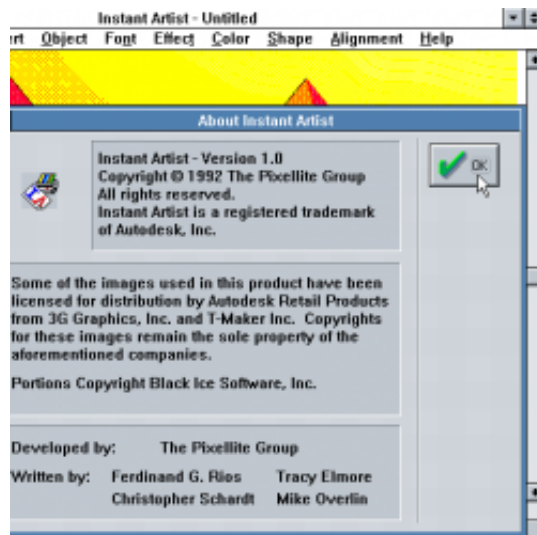 Instant Artist - Untitled
rt Object Font Effect Color Shape Alignment Help
About Instant Artist
Instant Artist - Version 1.0
Copyright © 1992 The Pixellite Group
All rights reserved.
Instant Artist is a registered trademark
of Autodesk, Inc.
OK
Some of the images used in this product have been
licensed for distribution by Autodesk Retail Products
from 3G Graphics, Inc. and T-Maker Inc. Copyrights
for these images remain the sole property of the
aforementioned companies.
Portions Copyright Black Ice Software, Inc.
Developed by: The Pixellite Group
Written by: Ferdinand G. Rios Tracy Elmore
Christopher Schardt Mike Overlin